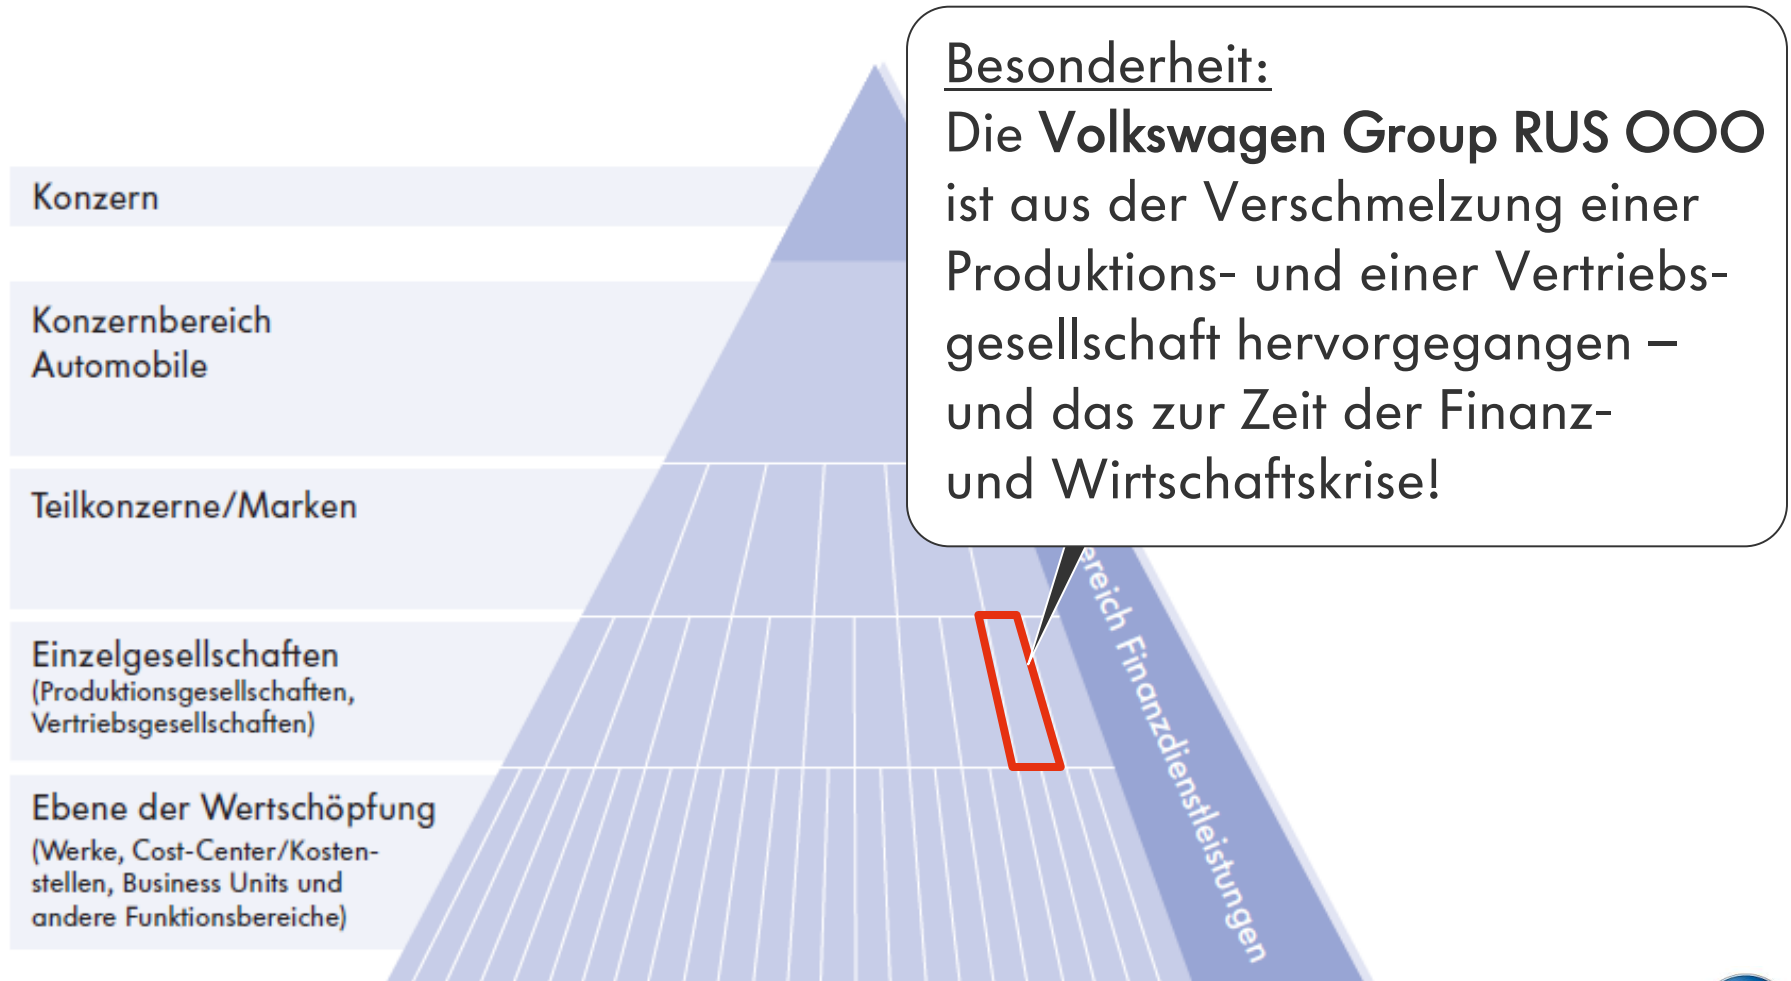 Besonderheit:
Die Volkswagen Group RUS OOO
ist aus der Verschmelzung einer
Produktions- und einer Vertriebs-
gesellschaft hervorgegangen –
und das zur Zeit der Finanz-
und Wirtschaftskrise!
Konzern
Konzernbereich
Automobile
Teilkonzerne/Marken
Einzelgesellschaften
(Produktionsgesellschaften,
Vertriebsgesellschaften)
Ebene der Wertschöpfung
(Werke, Cost-Center/Kosten-
stellen, Business Units und
andere Funktionsbereiche)
ereich Finanzdienstleistungen